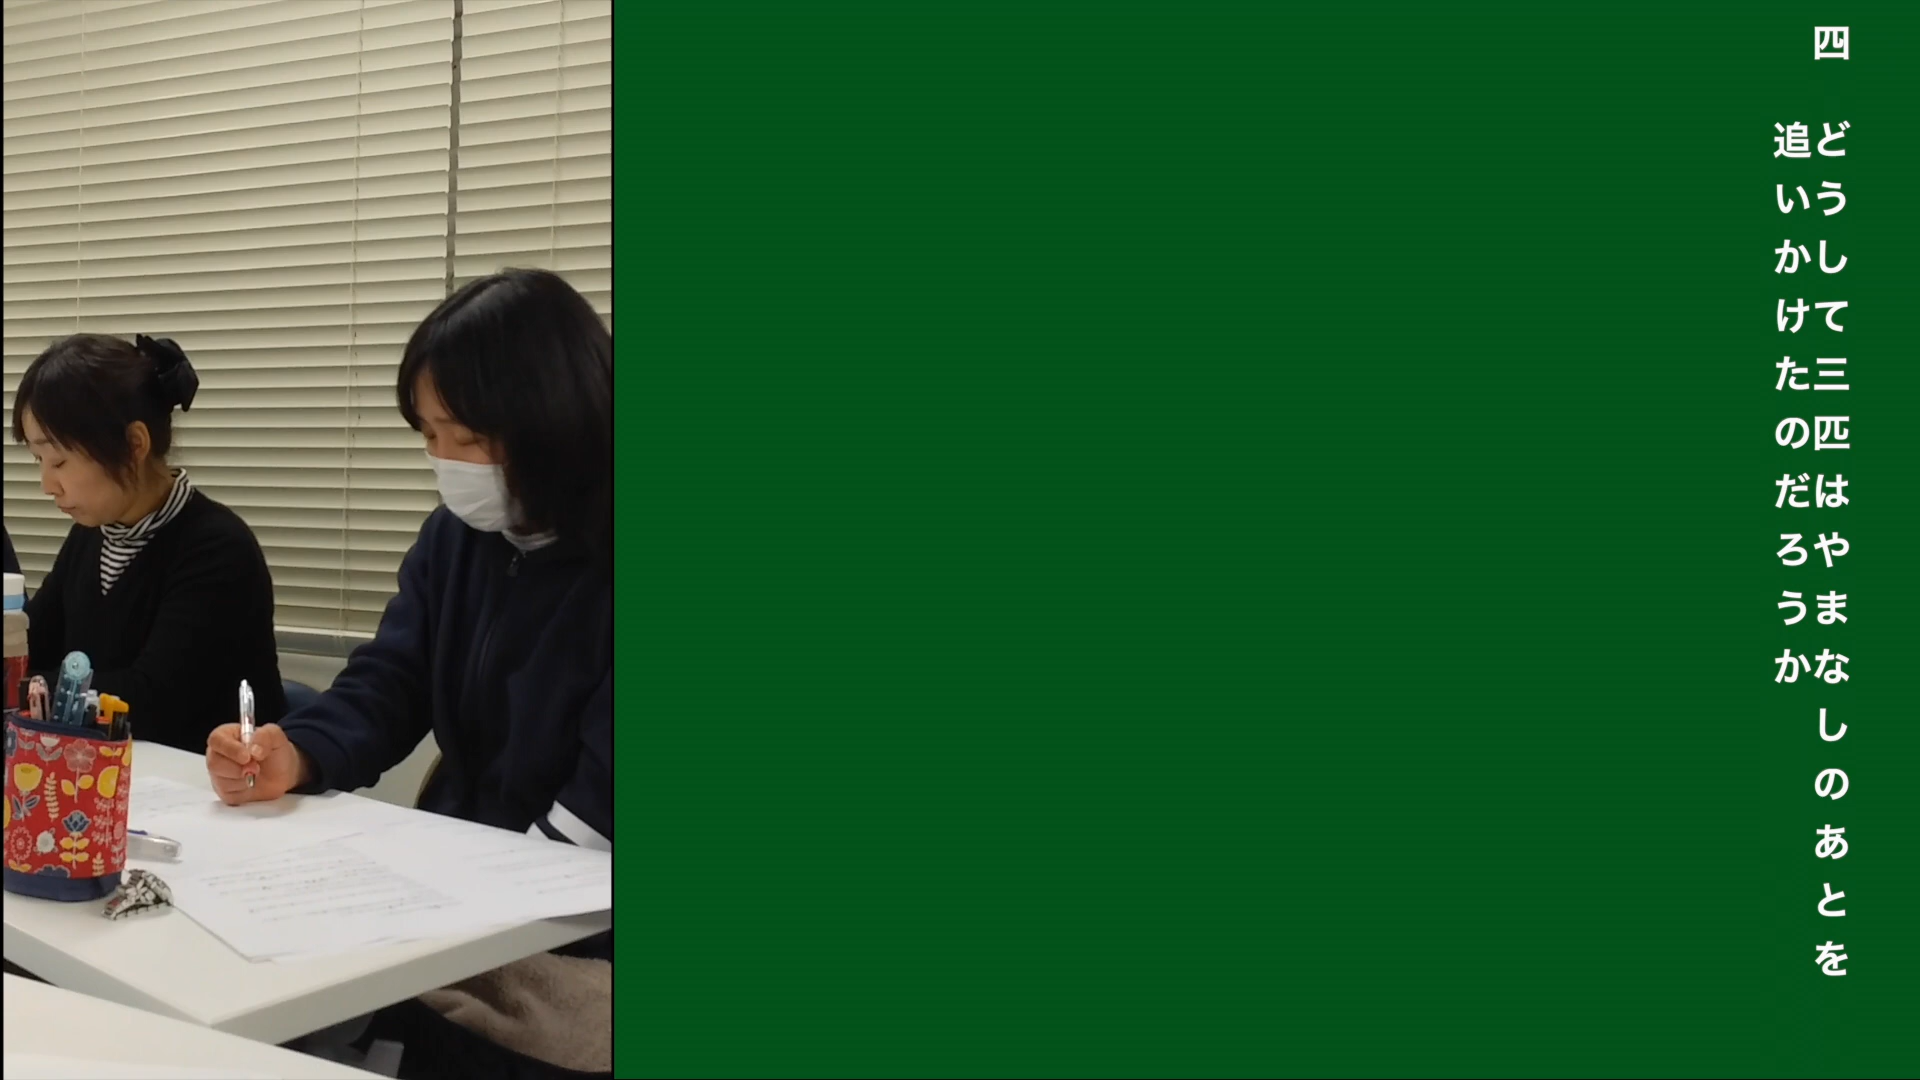 四
どうかして三匹はやまなしのあとを
追いかけたのだろうか